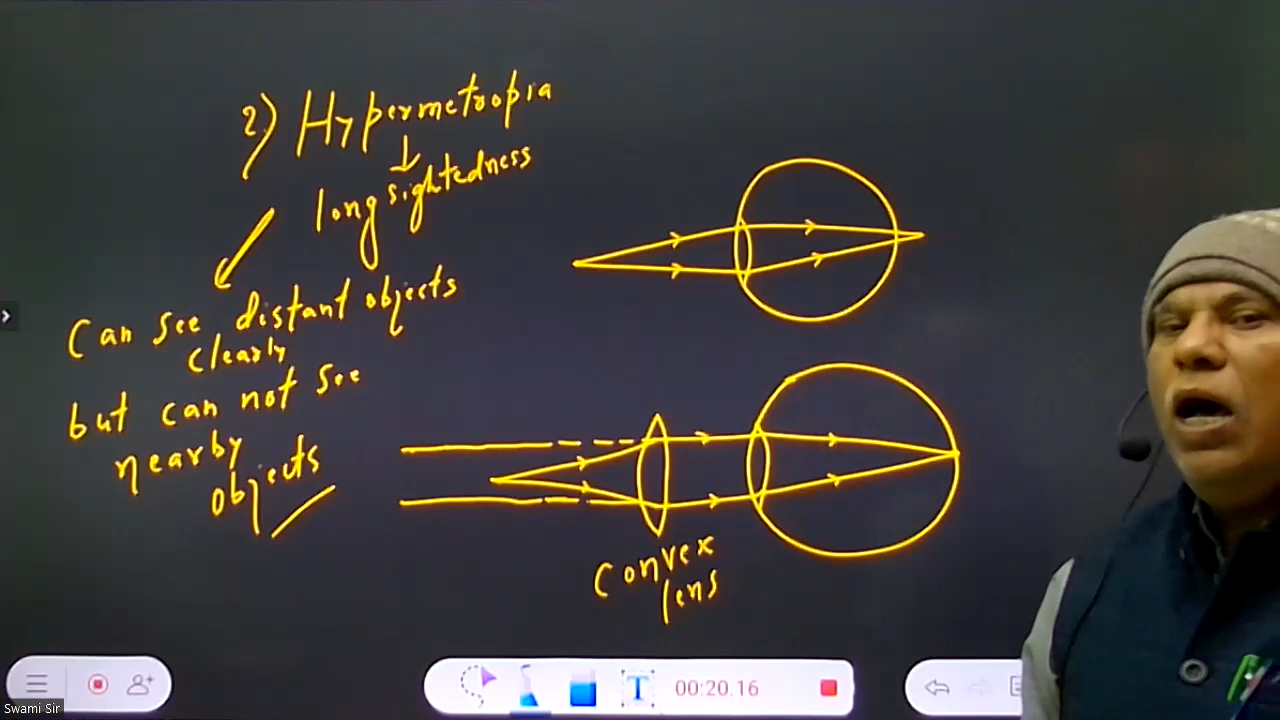 2) Hypermetropia
long sightedness
Can see distant objects
clearly
but can not see
nearby
objects
Convex
lens
T
00:20.16
Swami Sir